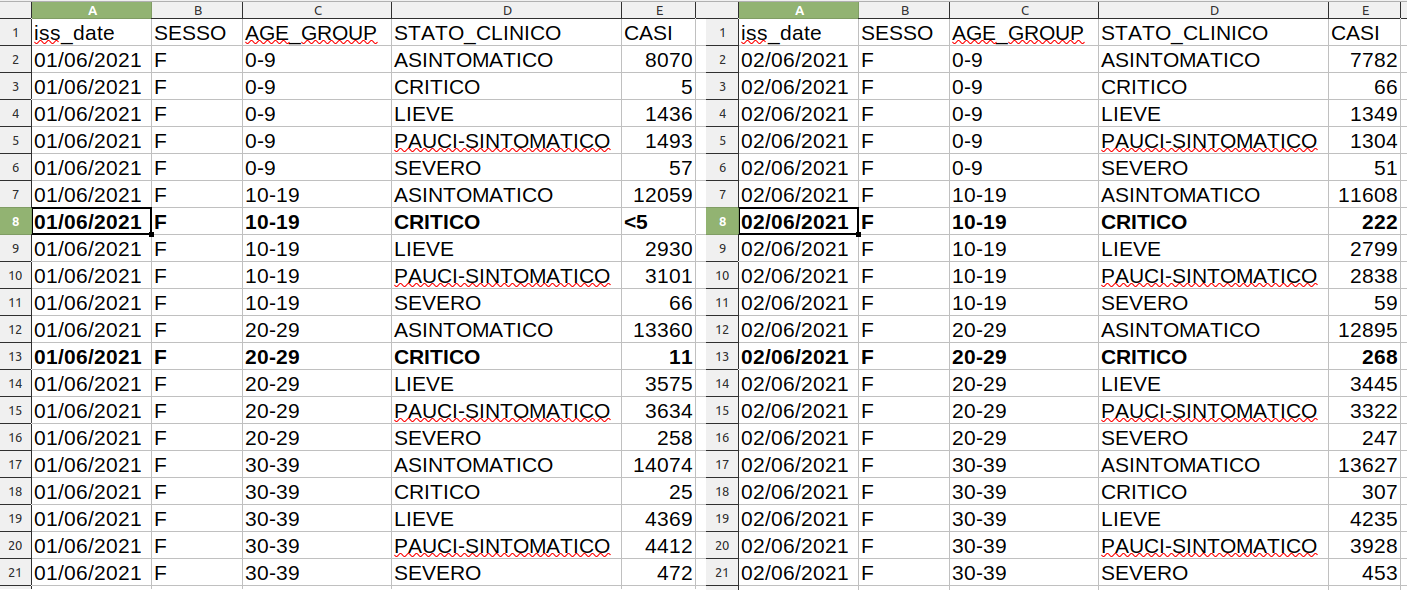 A B C D E A B C D E
1 iss_date SESSO AGE_GROUP STATO_CLINICO CASI 1 iss_date SESSO AGE_GROUP STATO_CLINICO CASI
2 01/06/2021 F 0-9 ASINTOMATICO 8070 2 02/06/2021 F 0-9 ASINTOMATICO 7782
3 01/06/2021 F 0-9 CRITICO 5 3 02/06/2021 F 0-9 CRITICO 66
4 01/06/2021 F 0-9 LIEVE 1436 4 02/06/2021 F 0-9 LIEVE 1349
5 01/06/2021 F 0-9 PAUCI-SINTOMATICO 1493 5 02/06/2021 F 0-9 PAUCI-SINTOMATICO 1304
6 01/06/2021 F 0-9 SEVERO 57 6 02/06/2021 F 0-9 SEVERO 51
7 01/06/2021 F 10-19 ASINTOMATICO 12059 7 02/06/2021 F 10-19 ASINTOMATICO 11608
8 01/06/2021 F 10-19 CRITICO <5 8 02/06/2021 F 10-19 CRITICO 222
9 01/06/2021 F 10-19 LIEVE 2930 9 02/06/2021 F 10-19 LIEVE 2799
10 01/06/2021 F 10-19 PAUCI-SINTOMATICO 3101 10 02/06/2021 F 10-19 PAUCI-SINTOMATICO 2838
11 01/06/2021 F 10-19 SEVERO 66 11 02/06/2021 F 10-19 SEVERO 59
12 01/06/2021 F 20-29 ASINTOMATICO 13360 12 02/06/2021 F 20-29 ASINTOMATICO 12895
13 01/06/2021 F 20-29 CRITICO 11 13 02/06/2021 F 20-29 CRITICO 268
14 01/06/2021 F 20-29 LIEVE 3575 14 02/06/2021 F 20-29 LIEVE 3445
15 01/06/2021 F 20-29 PAUCI-SINTOMATICO 3634 15 02/06/2021 F 20-29 PAUCI-SINTOMATICO 3322
16 01/06/2021 F 20-29 SEVERO 258 16 02/06/2021 F 20-29 SEVERO 247
17 01/06/2021 F 30-39 ASINTOMATICO 14074 17 02/06/2021 F 30-39 ASINTOMATICO 13627
18 01/06/2021 F 30-39 CRITICO 25 18 02/06/2021 F 30-39 CRITICO 307
19 01/06/2021 F 30-39 LIEVE 4369 19 02/06/2021 F 30-39 LIEVE 4235
20 01/06/2021 F 30-39 PAUCI-SINTOMATICO 4412 20 02/06/2021 F 30-39 PAUCI-SINTOMATICO 3928
21 01/06/2021 F 30-39 SEVERO 472 21 02/06/2021 F 30-39 SEVERO 453